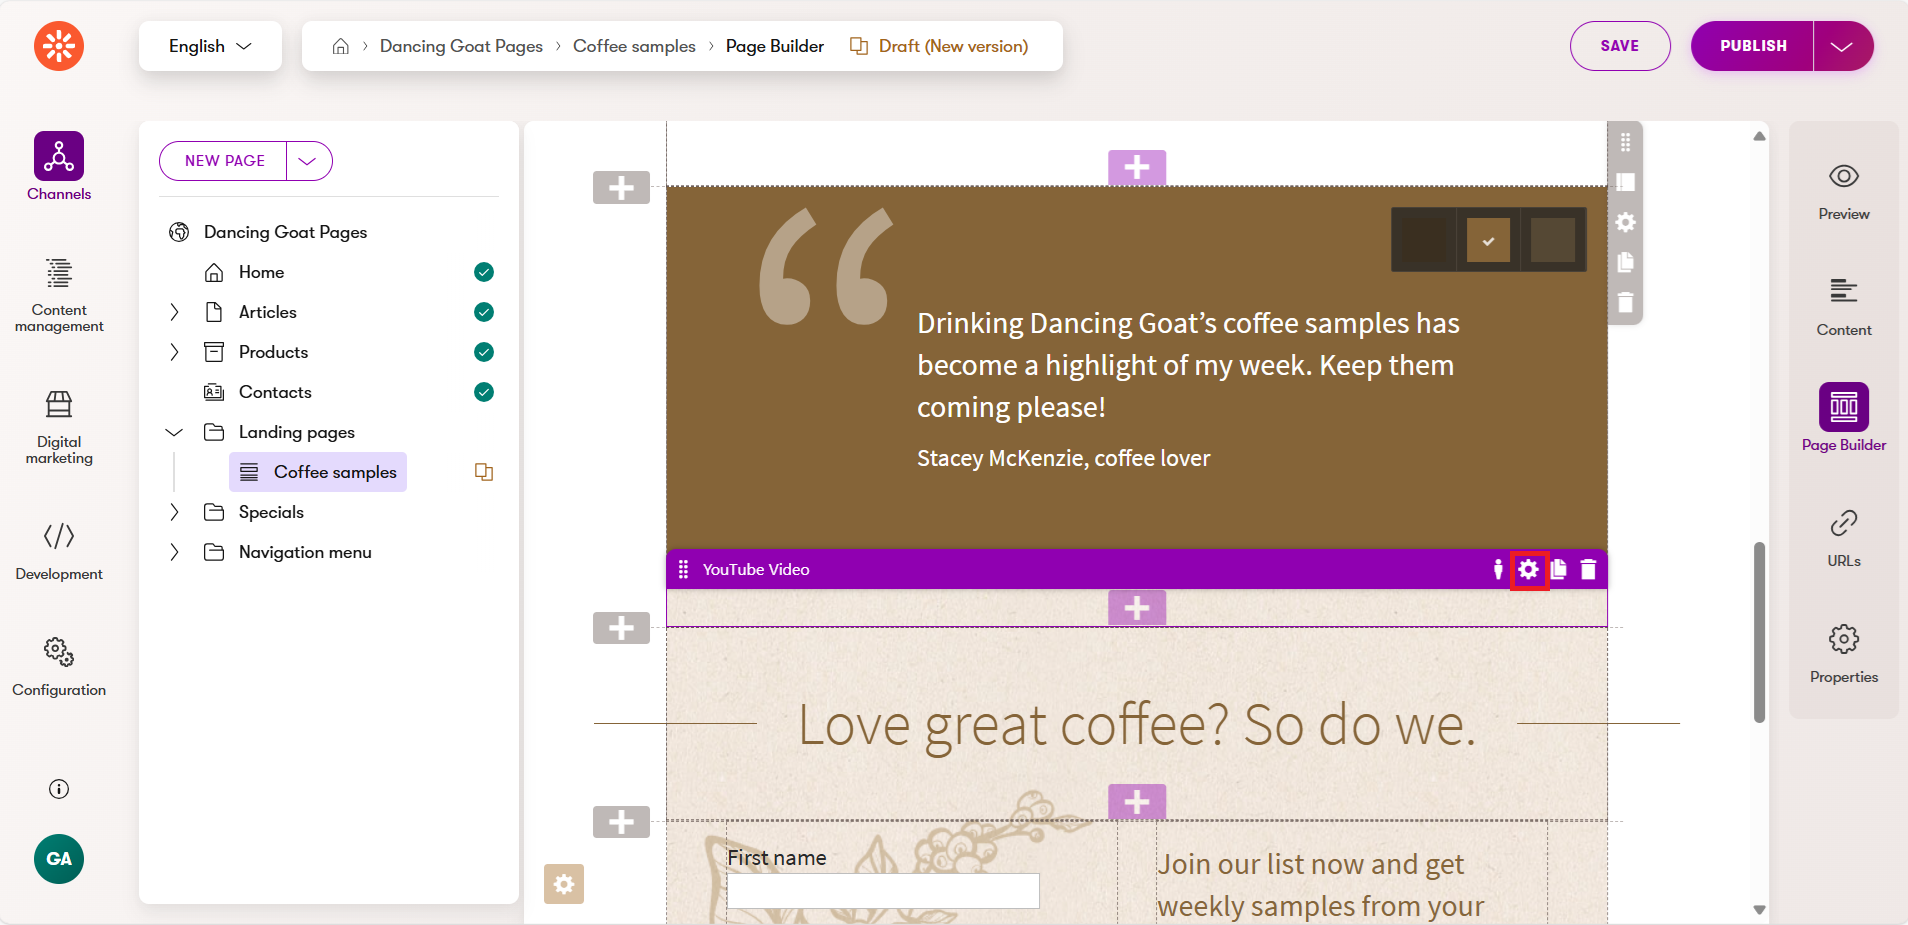 English
Dancing Goat Pages
Coffee samples
Page Builder
Draft (New version)
SAVE
PUBLISH
Channels
Content
management
Digital
marketing
Development
Configuration
GA
NEW PAGE
Dancing Goat Pages
Home
Articles
Products
Contacts
Landing pages
Coffee samples
Specials
Navigation menu
Drinking Dancing Goat’s coffee samples has
become a highlight of my week. Keep them
coming please!
Stacey McKenzie, coffee lover
YouTube Video
Love great coffee? So do we.
First name
Join our list now and get
weekly samples from your
Preview
Content
Page Builder
URLs
Properties